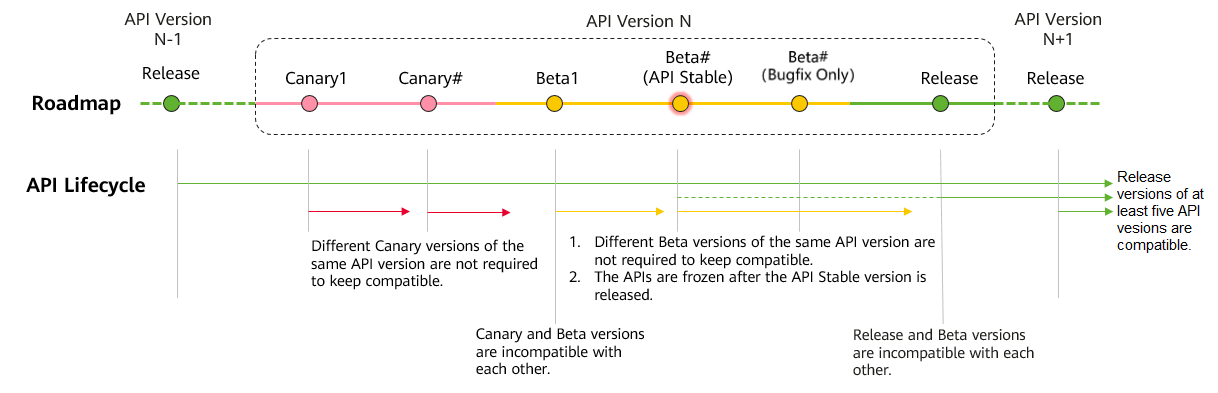 API Version
N-1
API Version N
API Version
N+1
Release
Canary1
Canary#
Beta1
Beta#
(API Stable)
Beta#
(Bugfix Only)
Release
Release
Roadmap
API Lifecycle
Release
versions of at
least five API
vesions are
compatible.
Different Canary versions of the
same API version are not required
to keep compatible.
1. Different Beta versions of the same API version are
not required to keep compatible.
2. The APIs are frozen after the API Stable version is
released.
Canary and Beta versions
are incompatible with
each other.
Release and Beta versions
are incompatible with each
other.